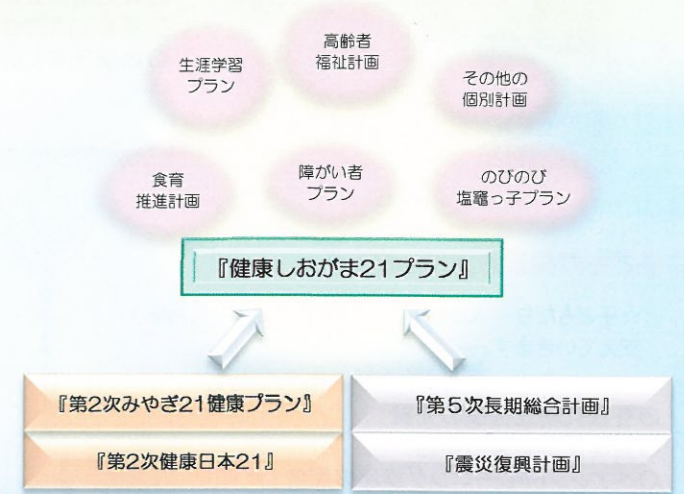 高齢者
福祉計画
生涯学習
プラン
その他の
個別計画
食育
推進計画
障がい者
プラン
のびのび
塩竈っ子プラン
『健康しおがま21プラン』
『第2次みやぎ21健康プラン』
『第5次長期総合計画』
『第2次健康日本21』
『震災復興計画』